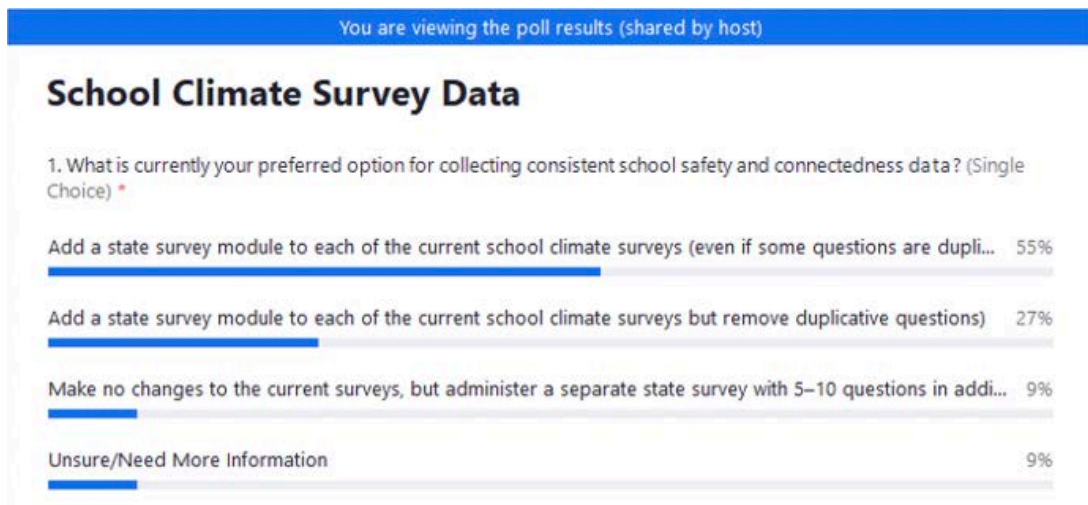 You are viewing the poll results (shared by host)
School Climate Survey Data
1. What is currently your preferred option for collecting consistent school safety and connectedness data? (Single
Choice) *
Add a state survey module to each of the current school climate surveys (even if some questions are dupli... 55%
Add a state survey module to each of the current school climate surveys but remove duplicative questions) 27%
Make no changes to the current surveys, but administer a separate state survey with 5–10 questions in addi... 9%
Unsure/Need More Information 9%